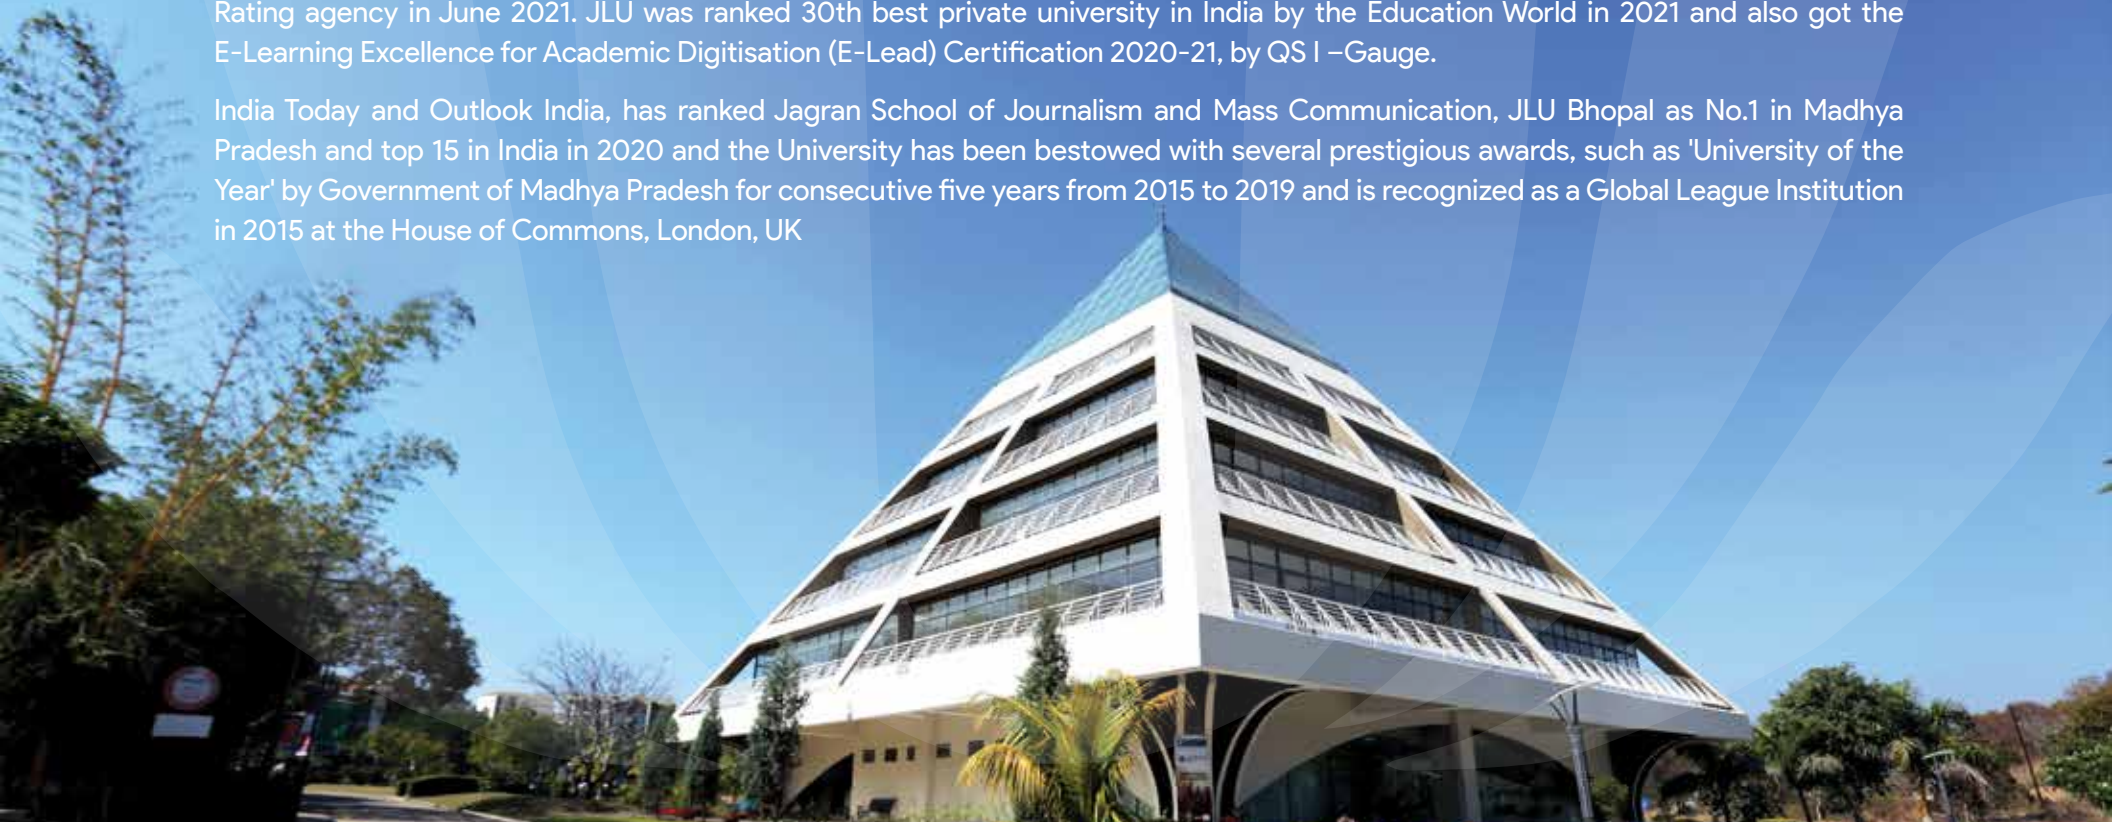 Rating agency in June 2021. JLU was ranked 30th best private university in India by the Education World in 2021 and also got the
E-Learning Excellence for Academic Digitisation (E-Lead) Certification 2020-21, by QS I –Gauge.
India Today and Outlook India, has ranked Jagran School of Journalism and Mass Communication, JLU Bhopal as No.1 in Madhya
Pradesh and top 15 in India in 2020 and the University has been bestowed with several prestigious awards, such as 'University of the
Year' by Government of Madhya Pradesh for consecutive five years from 2015 to 2019 and is recognized as a Global League Institution
in 2015 at the House of Commons, London, UK